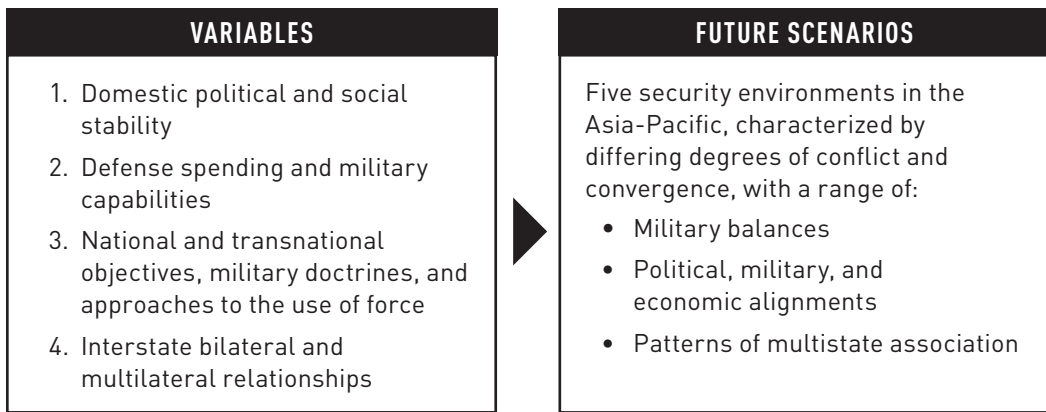 VARIABLES
1. Domestic political and social
stability
2. Defense spending and military
capabilities
3. National and transnational
objectives, military doctrines, and
approaches to the use of force
4. Interstate bilateral and
multilateral relationships
FUTURE SCENARIOS
Five security environments in the
Asia-Pacific, characterized by
differing degrees of conflict and
convergence, with a range of:
• Military balances
• Political, military, and
economic alignments
• Patterns of multistate association